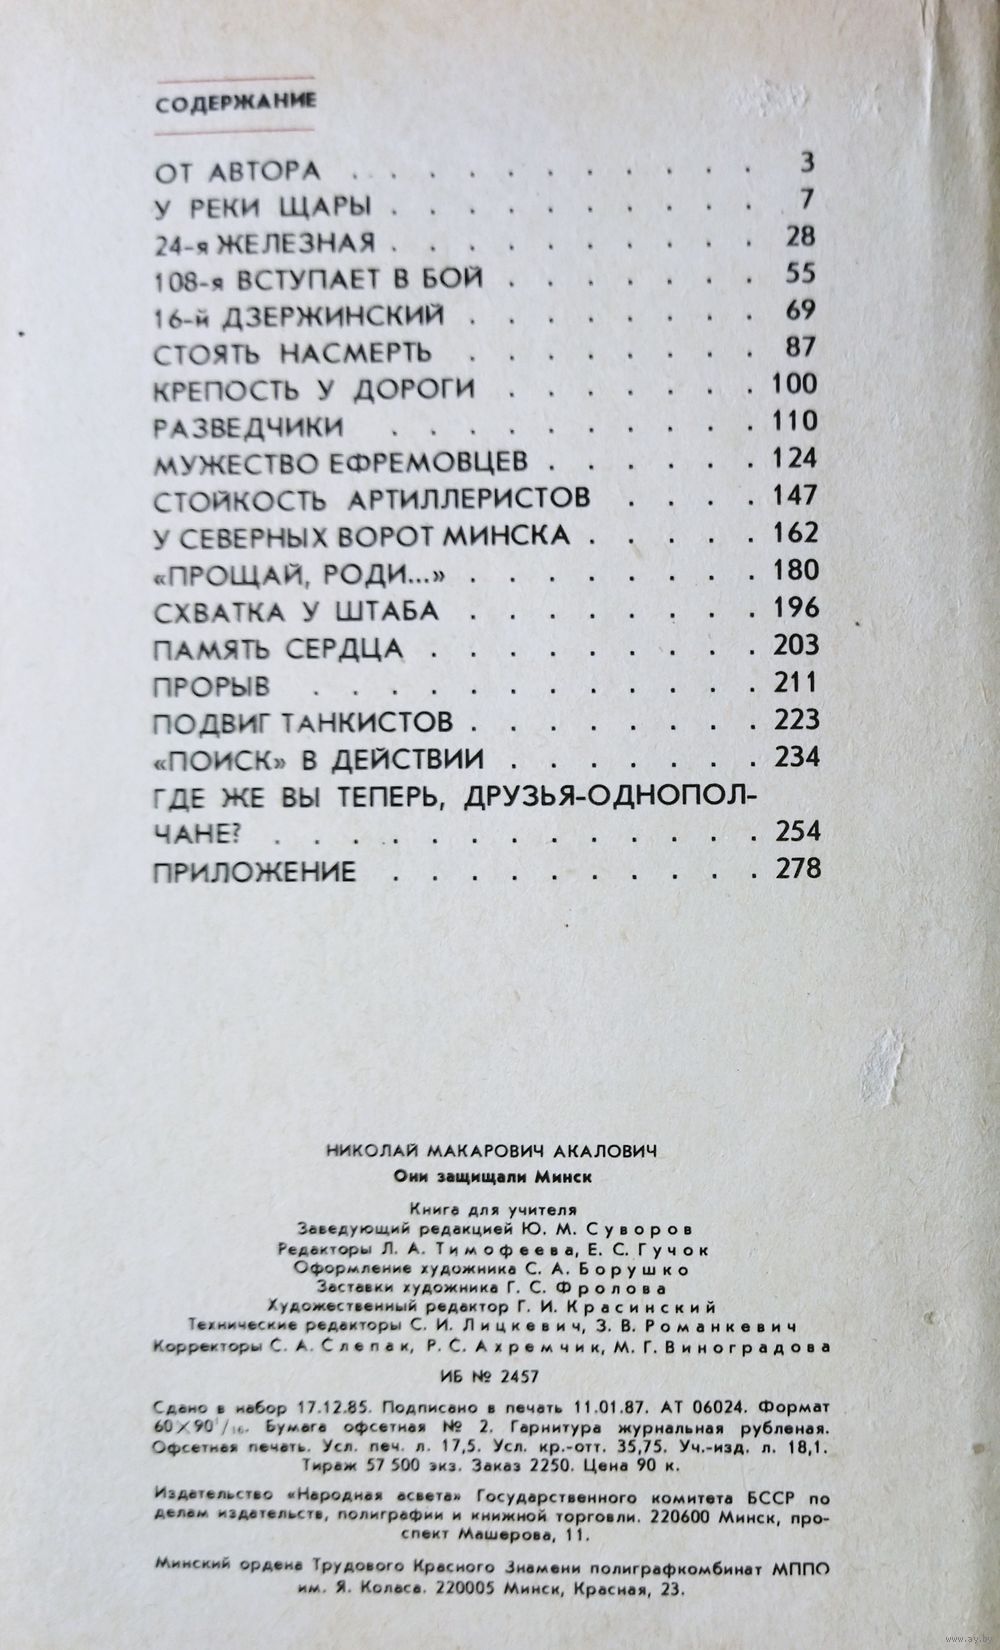 СОДЕРЖАНИЕ
ОТ АВТОРА . . . . . . . . . . . 3
У РЕКИ ЩАРЫ . . . . . . . . . . 7
24-я ЖЕЛЕЗНАЯ . . . . . . . . . . 28
108-я ВСТУПАЕТ В БОЙ . . . . . . . 55
16-й ДЗЕРЖИНСКИЙ . . . . . . . . 69
СТОЯТЬ НАСМЕРТЬ . . . . . . . . 87
КРЕПОСТЬ У ДОРОГИ . . . . . . . 100
РАЗВЕДЧИКИ . . . . . . . . . . 110
МУЖЕСТВО ЕФРЕМОВЦЕВ . . . . . . 124
СТОЙКОСТЬ АРТИЛЛЕРИСТОВ . . . . 147
У СЕВЕРНЫХ ВОРОТ МИНСКА . . . . . 162
«ПРОЩАЙ, РОДИ...» . . . . . . . . 180
СХВАТКА У ШТАБА . . . . . . . . 196
ПАМЯТЬ СЕРДЦА . . . . . . . . . 203
ПРОРЫВ . . . . . . . . . . . . 211
ПОДВИГ ТАНКИСТОВ . . . . . . . . 223
«ПОИСК» В ДЕЙСТВИИ . . . . . . . 234
ГДЕ ЖЕ ВЫ ТЕПЕРЬ, ДРУЗЬЯ-ОДНОПОЛ-
ЧАНЕ? . . . . . . . . . . . . . 254
ПРИЛОЖЕНИЕ . . . . . . . . . . 278
НИКОЛАЙ МАКАРОВИЧ АКАЛОВИЧ
Они защищали Минск
Книга для учителя
Заведующий редакцией Ю. М. Суворов
Редакторы Л. А. Тимофеева, Е. С. Гучок
Оформление художника С. А. Борушко
Заставки художника Г. С. Фролова
Художественный редактор Г. И. Красинский
Технические редакторы С. И. Лицкевич, З. В. Романкевич
Корректоры С. А. Слепак, Р. С. Ахремчик, М. Г. Виноградова
ИБ № 2457
Сдано в набор 17.12.85. Подписано в печать 11.01.87. АТ 06024. Формат
60×90 1/16. Бумага офсетная № 2. Гарнитура журнальная рубленая.
Офсетная печать. Усл. печ. л. 17,5. Усл. кр.-отт. 35,75. Уч.-изд. л. 18,1.
Тираж 57 500 экз. Заказ 2250. Цена 90 к.
Издательство «Народная асвета» Государственного комитета БССР по
делам издательств, полиграфии и книжной торговли. 220600 Минск, про-
спект Машерова, 11.
Минский ордена Трудового Красного Знамени полиграфкомбинат МППО
им. Я. Коласа. 220005 Минск, Красная, 23.
www.ay.by